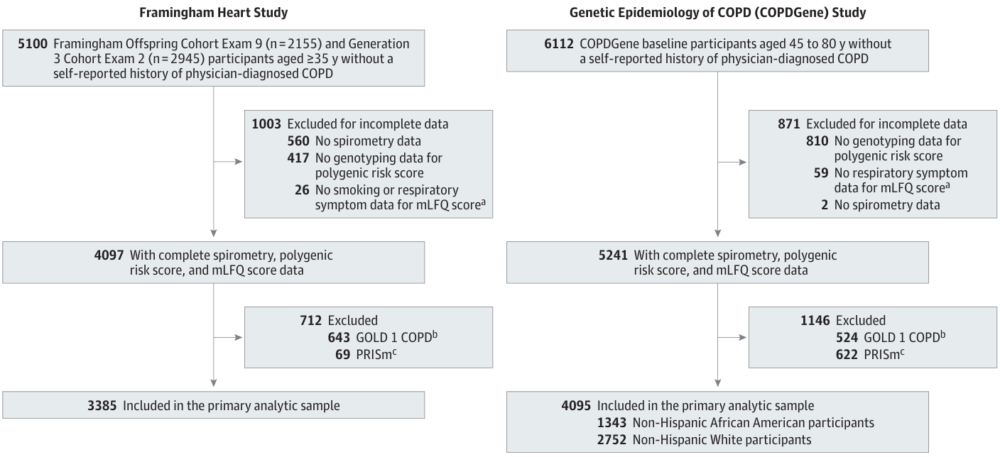 Framingham Heart Study
5100 Framingham Offspring Cohort Exam 9 (n=2155) and Generation
3 Cohort Exam 2 (n=2945) participants aged ≥35 y without a
self-reported history of physician-diagnosed COPD
1003 Excluded for incomplete data
560 No spirometry data
417 No genotyping data for
polygenic risk score
26 No smoking or respiratory
symptom data for mLFQ scoreᵃ
4097 With complete spirometry, polygenic
risk score, and mLFQ score data
712 Excluded
643 GOLD 1 COPDᵇ
69 PRISmᶜ
3385 Included in the primary analytic sample
Genetic Epidemiology of COPD (COPDGene) Study
6112 COPDGene baseline participants aged 45 to 80 y without
a self-reported history of physician-diagnosed COPD
871 Excluded for incomplete data
810 No genotyping data for
polygenic risk score
59 No respiratory symptom
data for mLFQ scoreᵃ
2 No spirometry data
5241 With complete spirometry, polygenic
risk score, and mLFQ score data
1146 Excluded
524 GOLD 1 COPDᵇ
622 PRISmᶜ
4095 Included in the primary analytic sample
1343 Non-Hispanic African American participants
2752 Non-Hispanic White participants